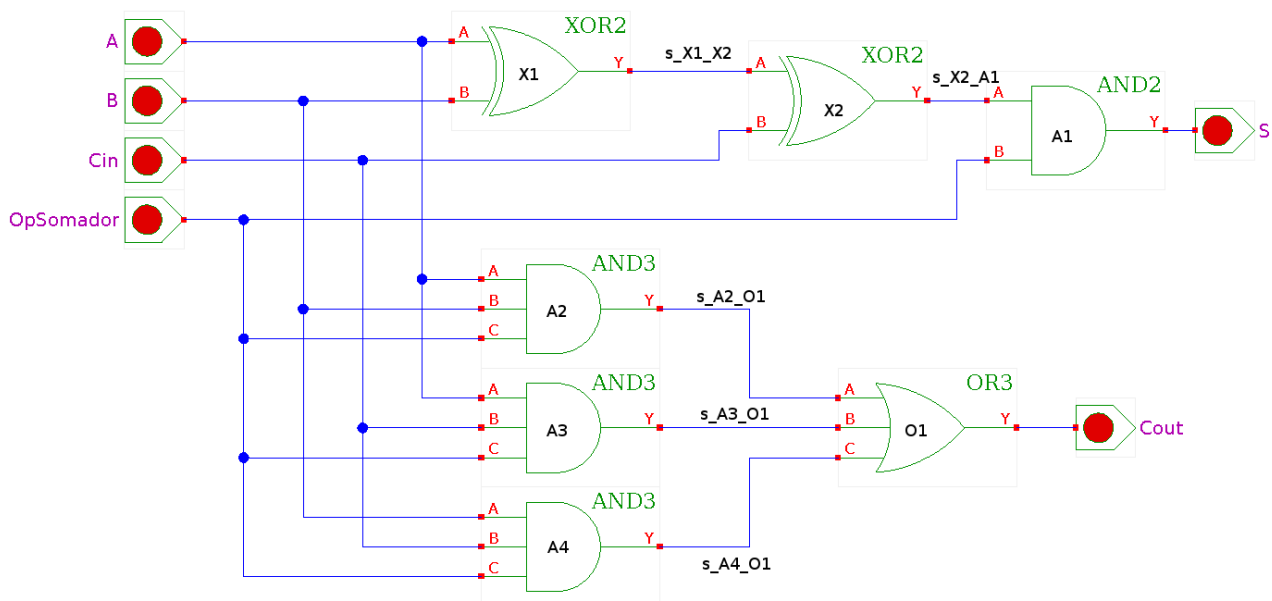 XOR2
A
A
Y
X1
B
B
s_X1_X2
XOR2
A
Y
X2
B
s_X2_A1
AND2
A
Y
A1
B
S
Cin
OpSomador
AND3
A
B
Y
A2
C
s_A2_O1
AND3
A
B
Y
A3
C
s_A3_O1
AND3
A
B
Y
A4
C
s_A4_O1
OR3
A
B
Y
O1
C
Cout